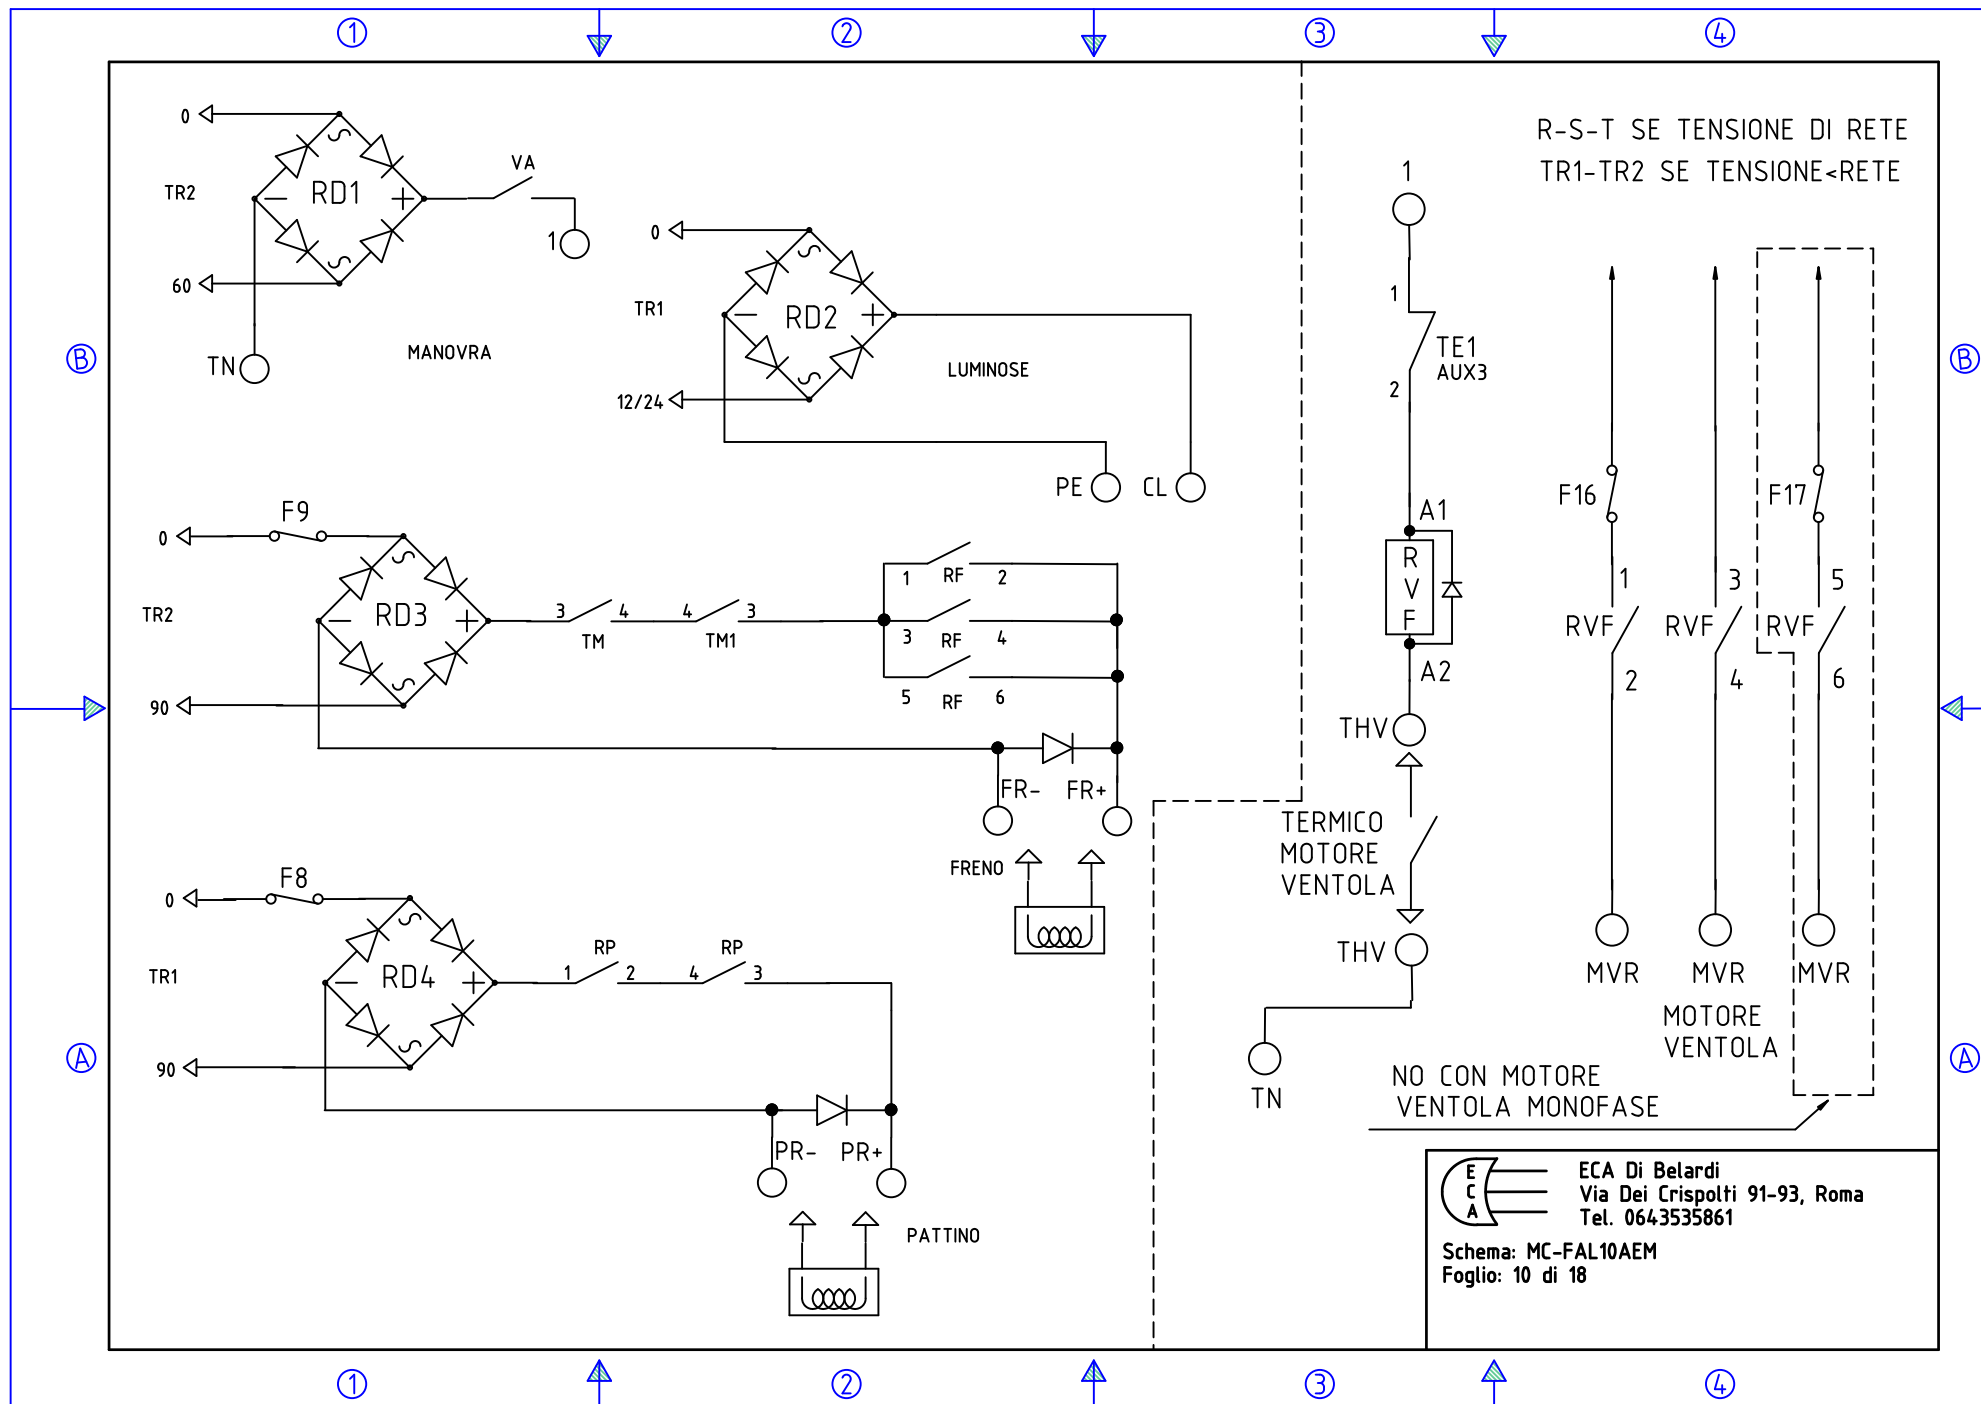 1
2
3
4
0
TR2
60
RD1
VA
1
TN
MANOVRA
0
TR1
12/24
RD2
LUMINOSE
PE
CL
B
B
0
F9
TR2
90
RD3
3
4
TM
4
3
TM1
1
RF
2
3
RF
4
5
RF
6
FR-
FR+
FRENO
0
F8
TR1
90
RD4
RP
1
2
RP
4
3
PR-
PR+
PATTINO
A
A
R-S-T SE TENSIONE DI RETE
TR1-TR2 SE TENSIONE<RETE
1
1
TE1
AUX3
2
A1
R
V
F
A2
THV
TERMICO
MOTORE
VENTOLA
THV
TN
F16
F17
1
3
5
RVF
RVF
RVF
2
4
6
MVR
MVR
MVR
MOTORE
VENTOLA
NO CON MOTORE
VENTOLA MONOFASE
E
C
A
ECA Di Belardi
Via Dei Crispolti 91-93, Roma
Tel. 0643535861
Schema: MC-FAL10AEM
Foglio: 10 di 18
1
2
3
4